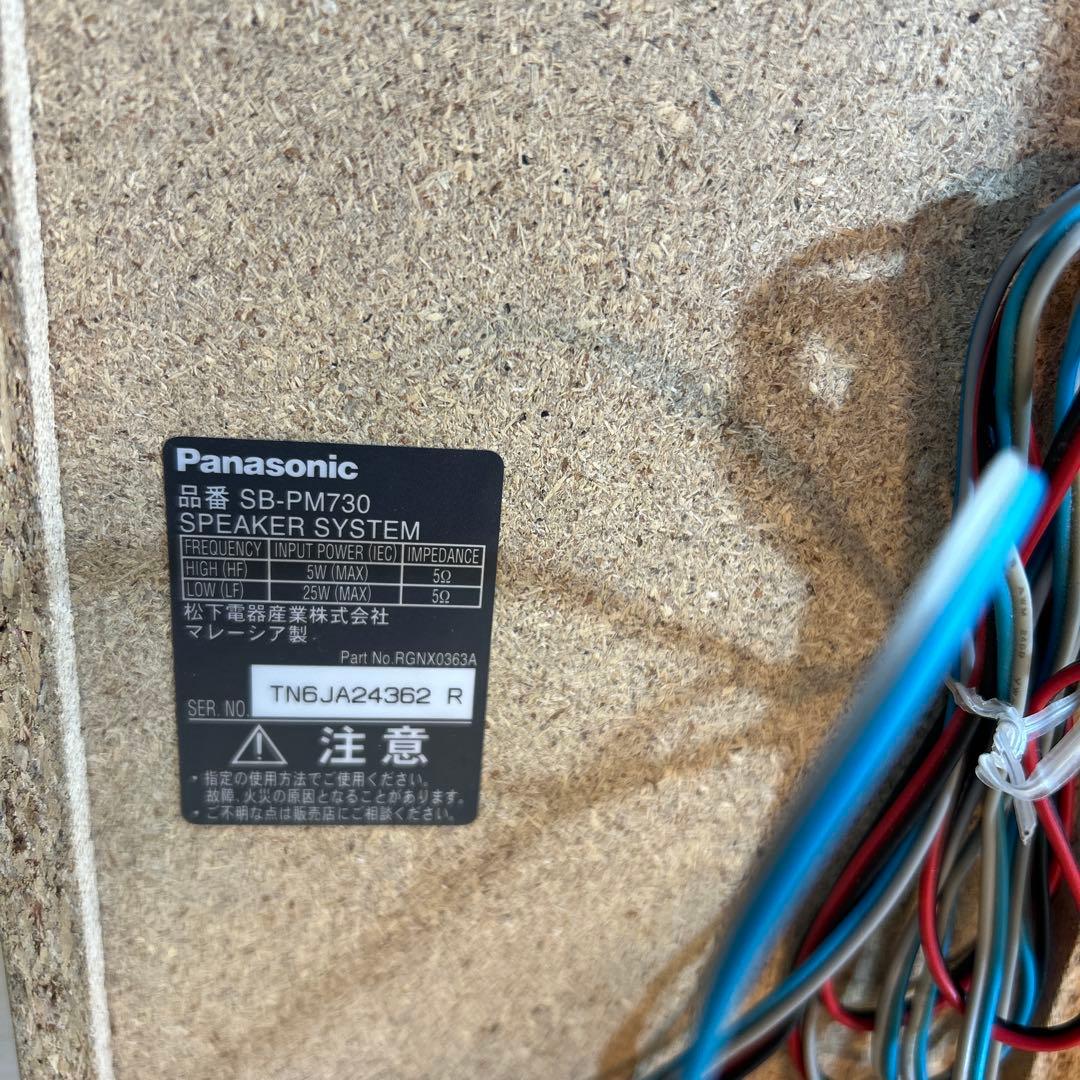 Panasonic
品番 SB-PM730
SPEAKER SYSTEM
FREQUENCY INPUT POWER (IEC) IMPEDANCE
HIGH (HF) 5W (MAX) 5Ω
LOW (LF) 25W (MAX) 5Ω
松下電器産業株式会社
マレーシア製
Part No.RGNX0363A
SER. NO. TN6JA24362 R
注意
・指定の使用方法でご使用ください。
故障、火災の原因となることがあります。
・ご不明な点は販売店にご相談ください。